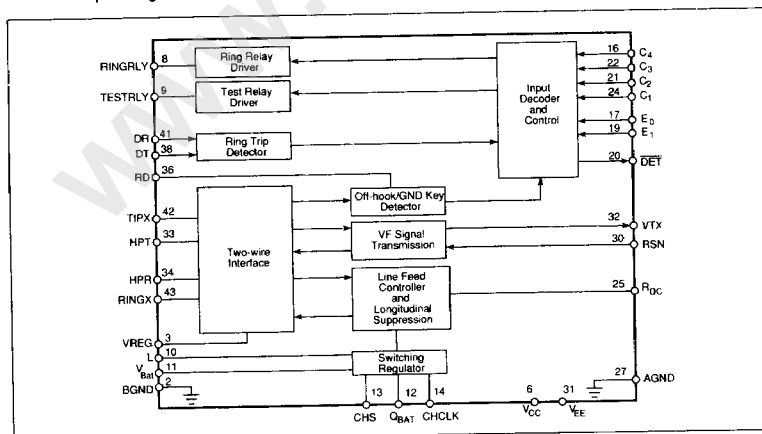 RINGRLY 8
TESTRLY 9
DR 41
DT 38
RD 36
TIPX 42
HPT 33
HPR 34
RINGX 43
VREG 3
L 10
VBat 11
BGND 2
Ring Relay
Driver
Test Relay
Driver
Ring Trip
Detector
Off-hook/GND Key
Detector
Two-wire
Interface
VF Signal
Transmission
Line Feed
Controller
and
Longitudinal
Suppression
Switching
Regulator
Input
Decoder
and
Control
16 C4
22 C3
21 C2
24 C1
17 E0
19 E1
20 DET
32 VTX
30 RSN
25 RDC
27 AGND
13 12 14
CHS QBAT CHCLK
6 31
VCC VEE